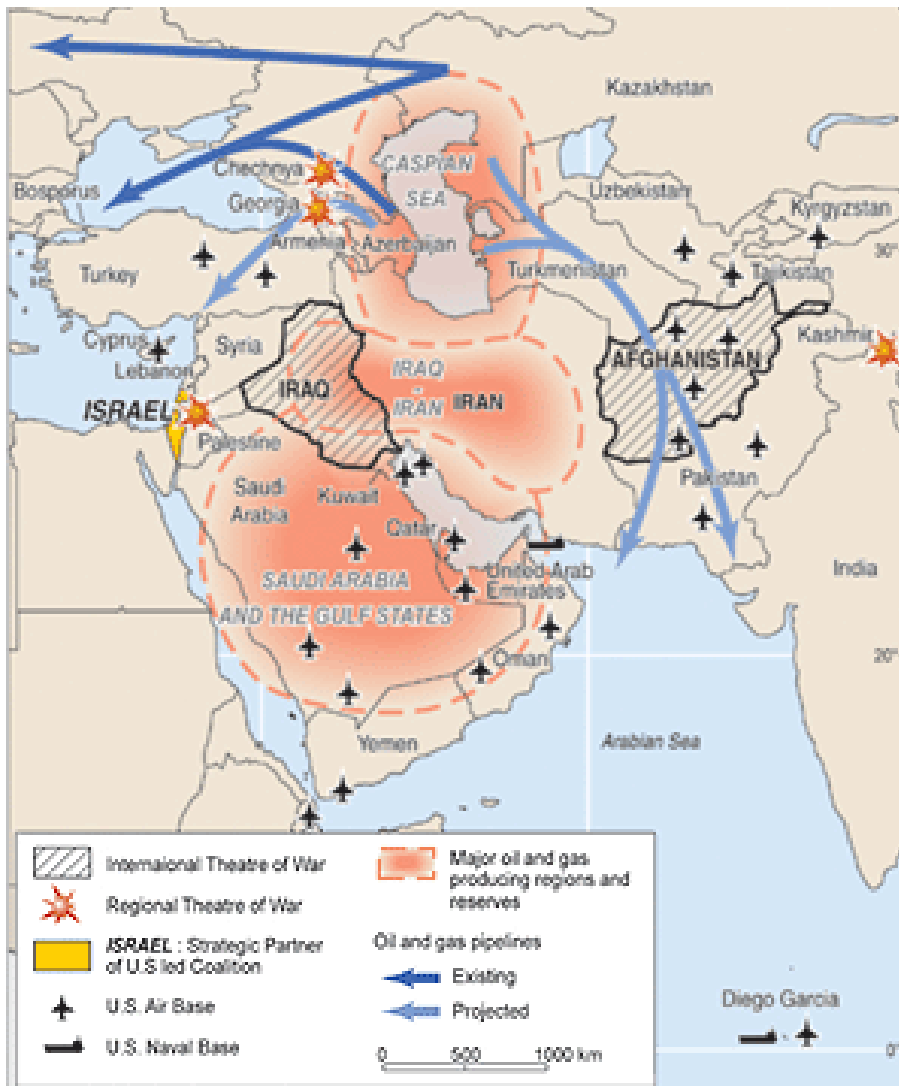 Kazakhstan
CASPIAN
SEA
Chechnya
Bosporus
Georgia
Uzbekistan
Kyrgyzstan
Armenia
Azerbaijan
30°
Turkey
Turkmenistan
Tajikistan
Cyprus
Syria
Kashmir
Lebanon
AFGHANISTAN
IRAQ
IRAQ
-
IRAN
IRAN
ISRAEL
Palestine
Pakistan
Saudi
Arabia
Kuwait
Qatar
India
United Arab
Emirates
SAUDI ARABIA
AND THE GULF STATES
20°
Oman
Yemen
Arabian Sea
Internaional Theatre of War
Regional Theatre of War
ISRAEL : Strategic Partner
of U.S led Coalition
U.S. Air Base
U.S. Naval Base
Major oil and gas
producing regions and
reserves
Oil and gas pipelines
Existing
Projected
0 500 1000 km
Diego Garcia
0°